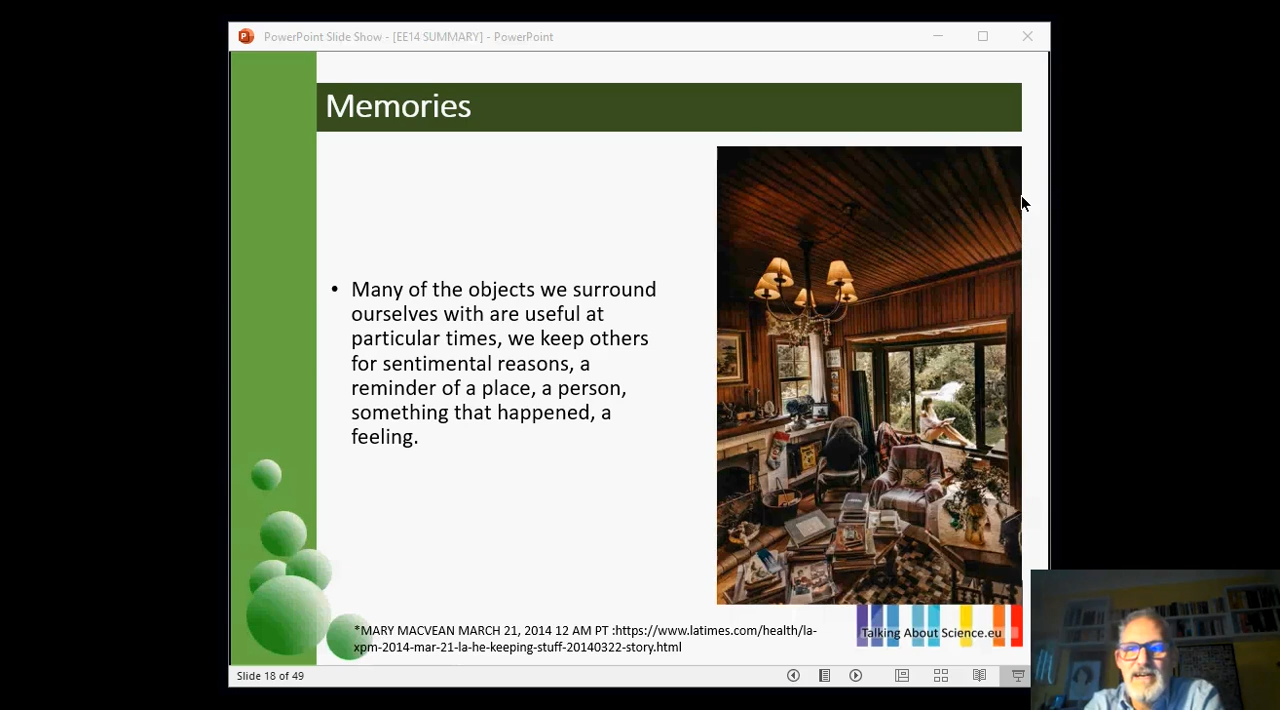 PowerPoint Slide Show - [EE14 SUMMARY] - PowerPoint
Memories
• Many of the objects we surround
ourselves with are useful at
particular times, we keep others
for sentimental reasons, a
reminder of a place, a person,
something that happened, a
feeling.
*MARY MACVEAN MARCH 21, 2014 12 AM PT :https://www.latimes.com/health/la-
xpm-2014-mar-21-la-he-keeping-stuff-20140322-story.html
Talking About Science.eu
Slide 18 of 49